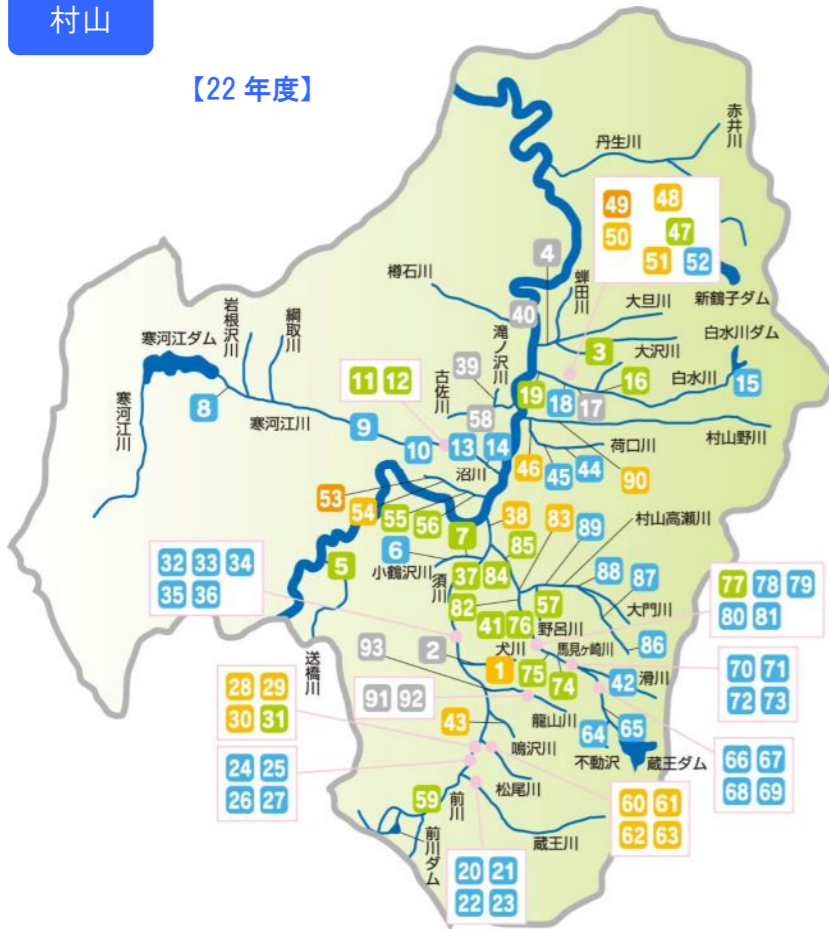 村山
【22年度】
赤井川
丹生川
49 48
50 47
51 52
4
蝉田川
樽石川
新鶴子ダム
大旦川
40
岩根沢川
綱取川
寒河江ダム
滝ノ沢川
白水川ダム
3 大沢川
39
11 12
古佐川
16
白水川
15
8
19 18 17
寒河江川
寒河江川
9
58
荷口川
村山野川
10 13 14
沼川
46 45 44 90
53
54
55 56
38 83 89
村山高瀬川
7
85
6
小鶴沢川
5
須川
37 84
88 87
大門川
32 33 34
35 36
82
57
77 78 79
80 81
41 76
野呂川
86
93
2
犬川
馬見ヶ崎川
送橋川
1 75 74
42 滑川
70 71
72 73
91 92
28 29
30 31
43
龍山川
64 65
鳴沢川
不動沢
蔵王ダム
66 67
68 69
24 25
26 27
松尾川
59 前川
60 61
62 63
前川ダム
蔵王川
20 21
22 23